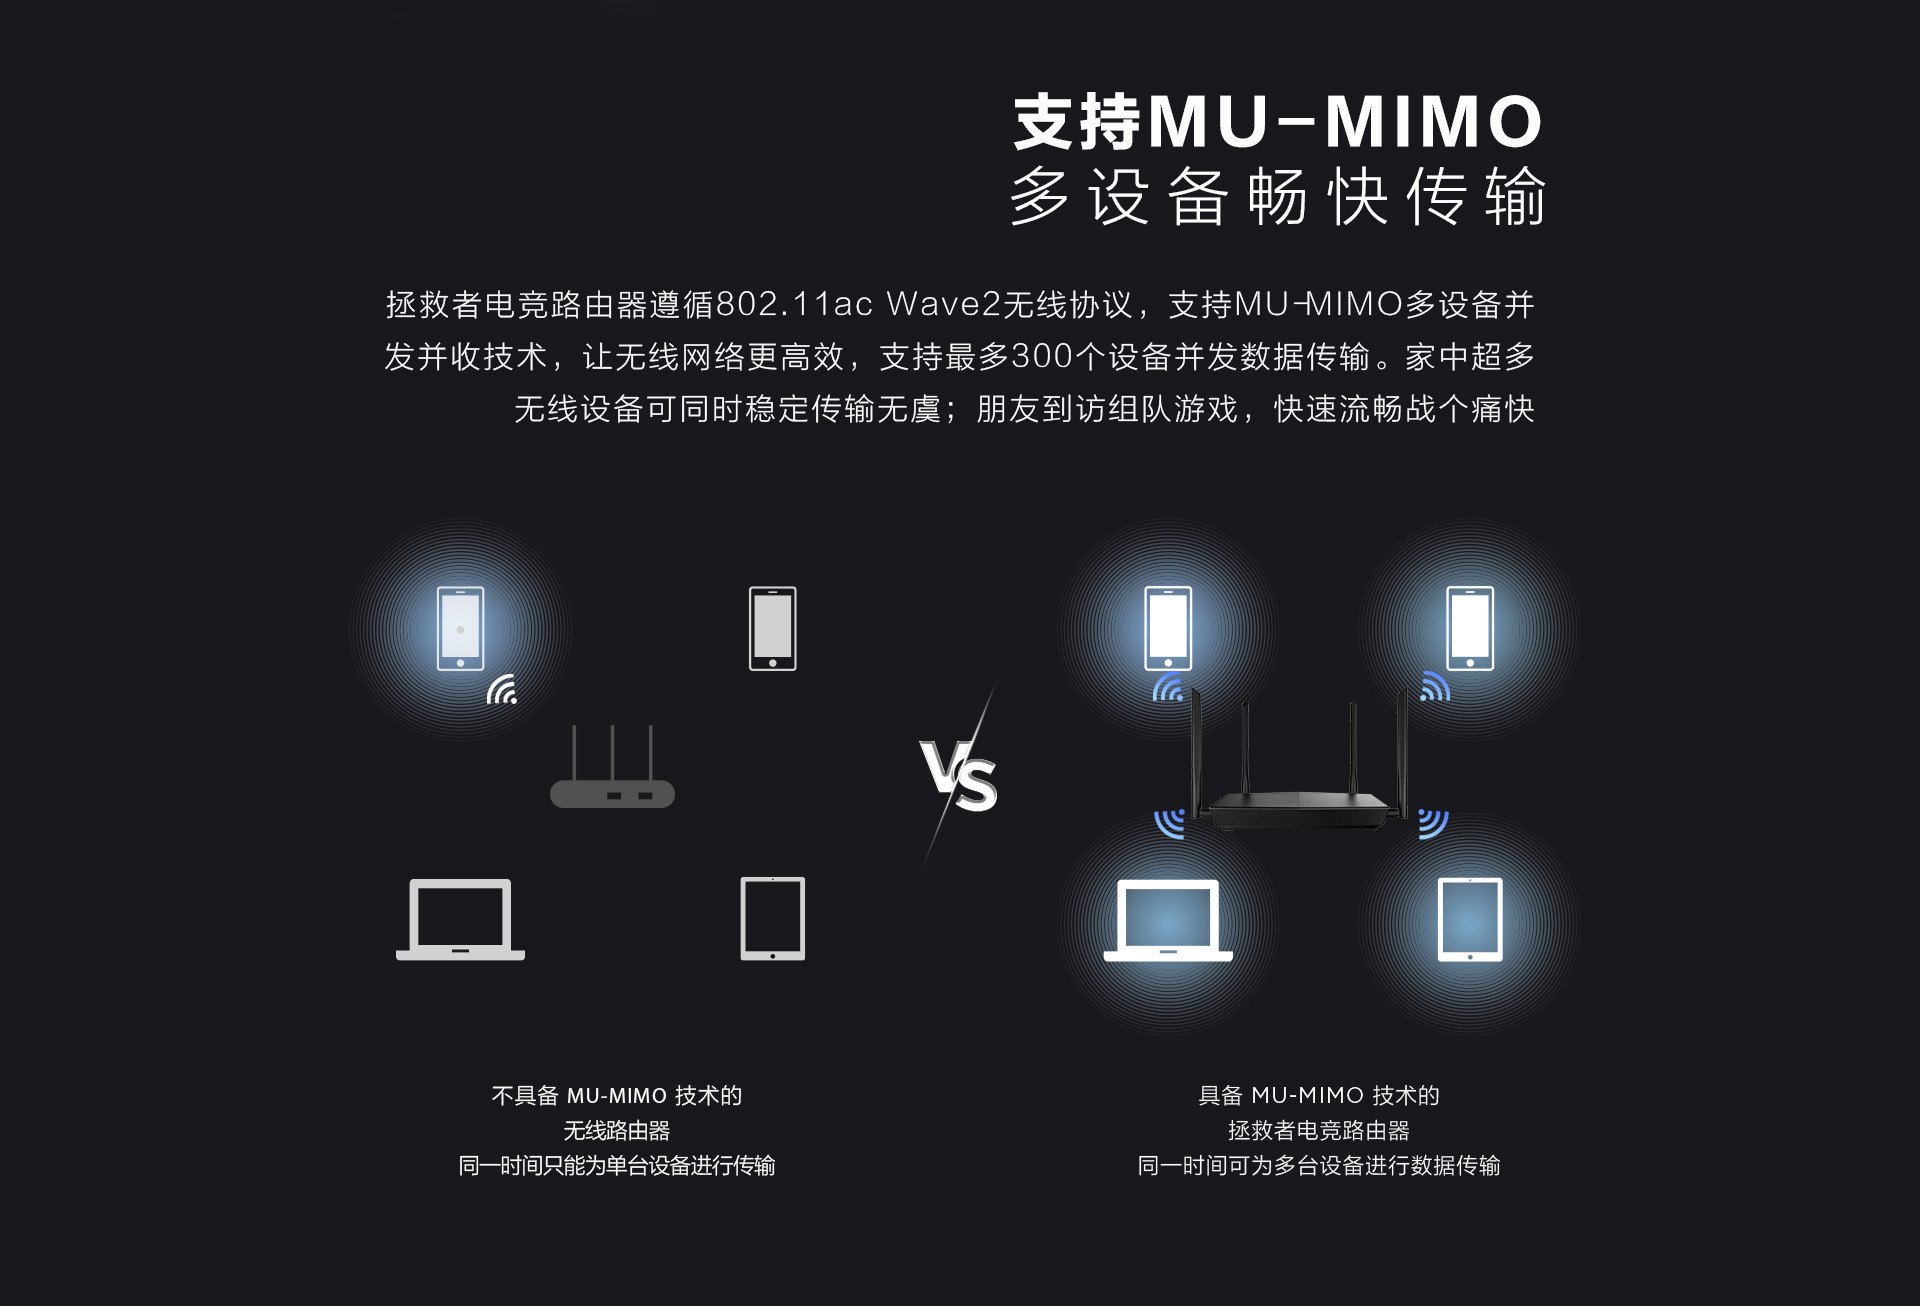 支持MU-MIMO
多设备畅快传输
拯救者电竞路由器遵循802.11ac Wave2无线协议，支持MU-MIMO多设备并
发并收技术，让无线网络更高效，支持最多300个设备并发数据传输。家中超多
无线设备可同时稳定传输无虞；朋友到访组队游戏，快速流畅战个痛快
VS
不具备 MU-MIMO 技术的
无线路由器
同一时间只能为单台设备进行传输
具备 MU-MIMO 技术的
拯救者电竞路由器
同一时间可为多台设备进行数据传输